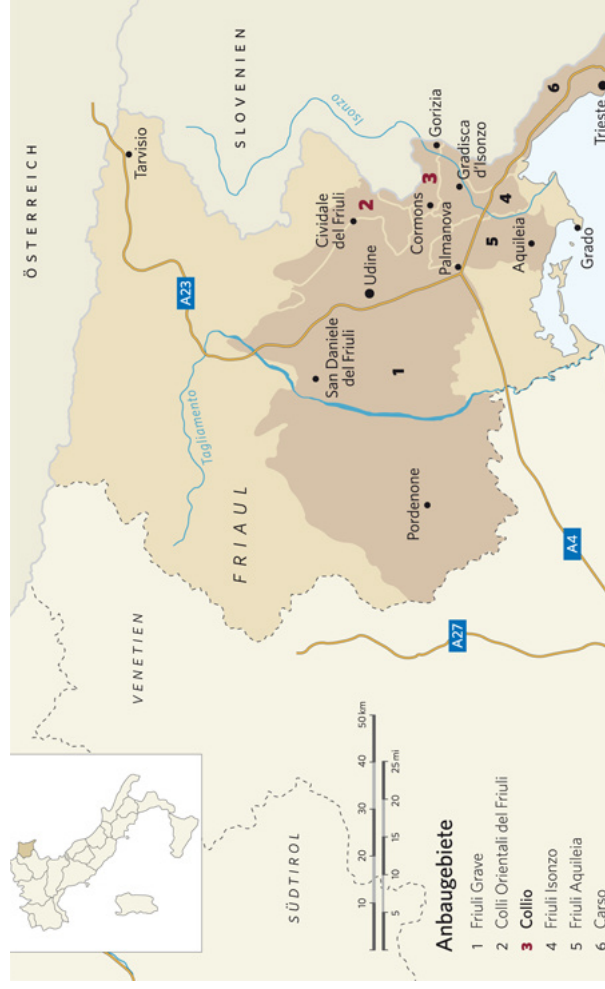 ÖSTERREICH
Tarvisio
SLOWENIEN
Isonzo
A23
Tagliamento
FRIAUL
VENETIEN
Cividale
del Friuli
2
Udine
San Daniele
del Friuli
1
Cormons
3
Gorizia
Gradisca
d'Isonzo
Palmanova
4
5
6
Aquileia
Grado
Trieste
Pordenone
A4
A27
SÜDTIROL
10
20
30
40
50 km
5
10
15
20
25 mi
Anbaugebiete
1 Friuli Grave
2 Colli Orientali del Friuli
3 Collio
4 Friuli Isonzo
5 Friuli Aquileia
6 Carso